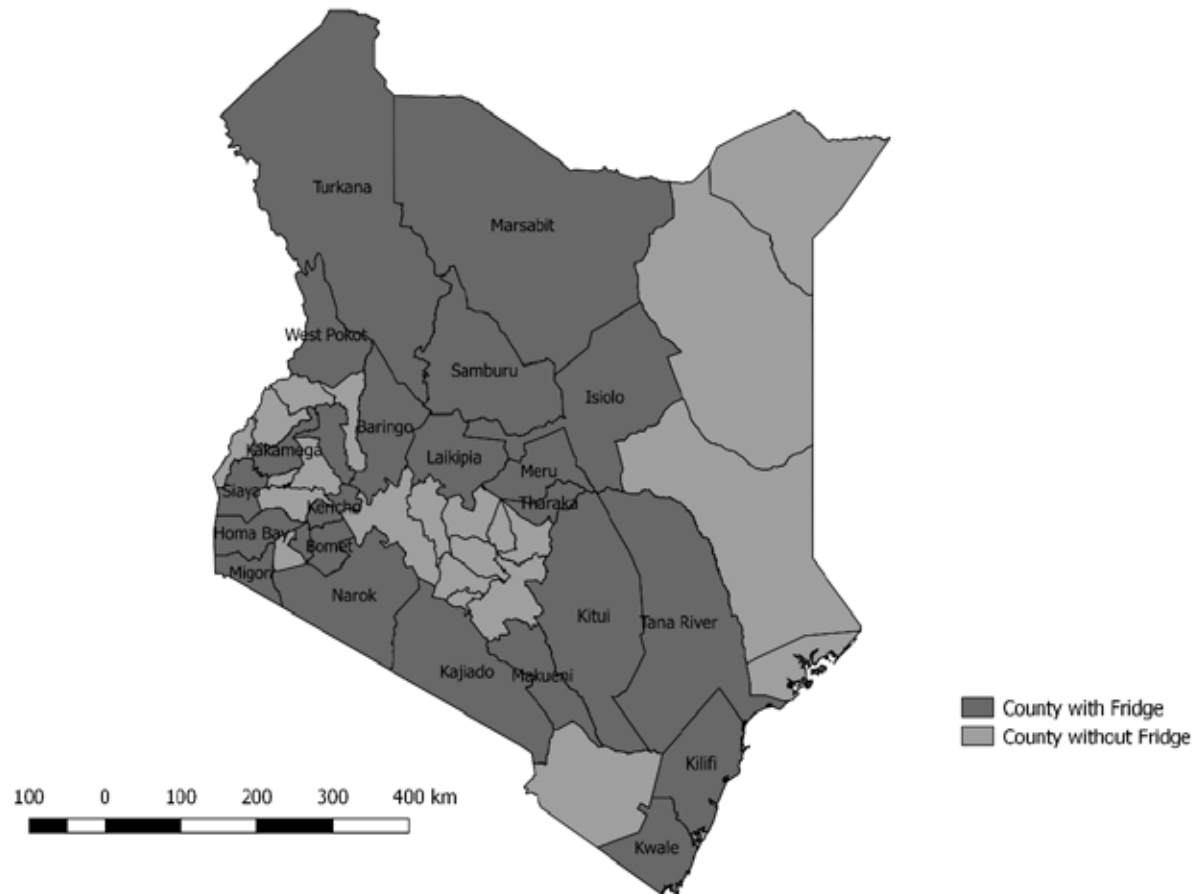 Turkana
Marsabit
West Pokot
Samburu
Isiolo
Baringo
Kakamega
Laikipia
Meru
Siaya
Kericho
Tharaka
Homa Bay
Bomet
Migori
Narok
Kitui
Tana River
Kajiado
Makueni
County with Fridge
County without Fridge
Kilifi
100 0 100 200 300 400 km
Kwale